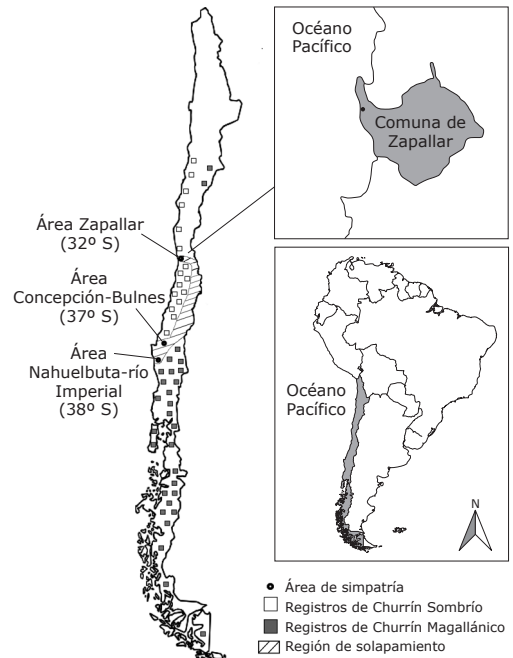 Océano
Pacífico
Comuna de
Zapallar
Área Zapallar
(32º S)
Área
Concepción-Bulnes
(37º S)
Área
Nahuelbuta-río
Imperial
(38º S)
Océano
Pacífico
N
Área de simpatría
Registros de Churrín Sombrío
Registros de Churrín Magallánico
Región de solapamiento